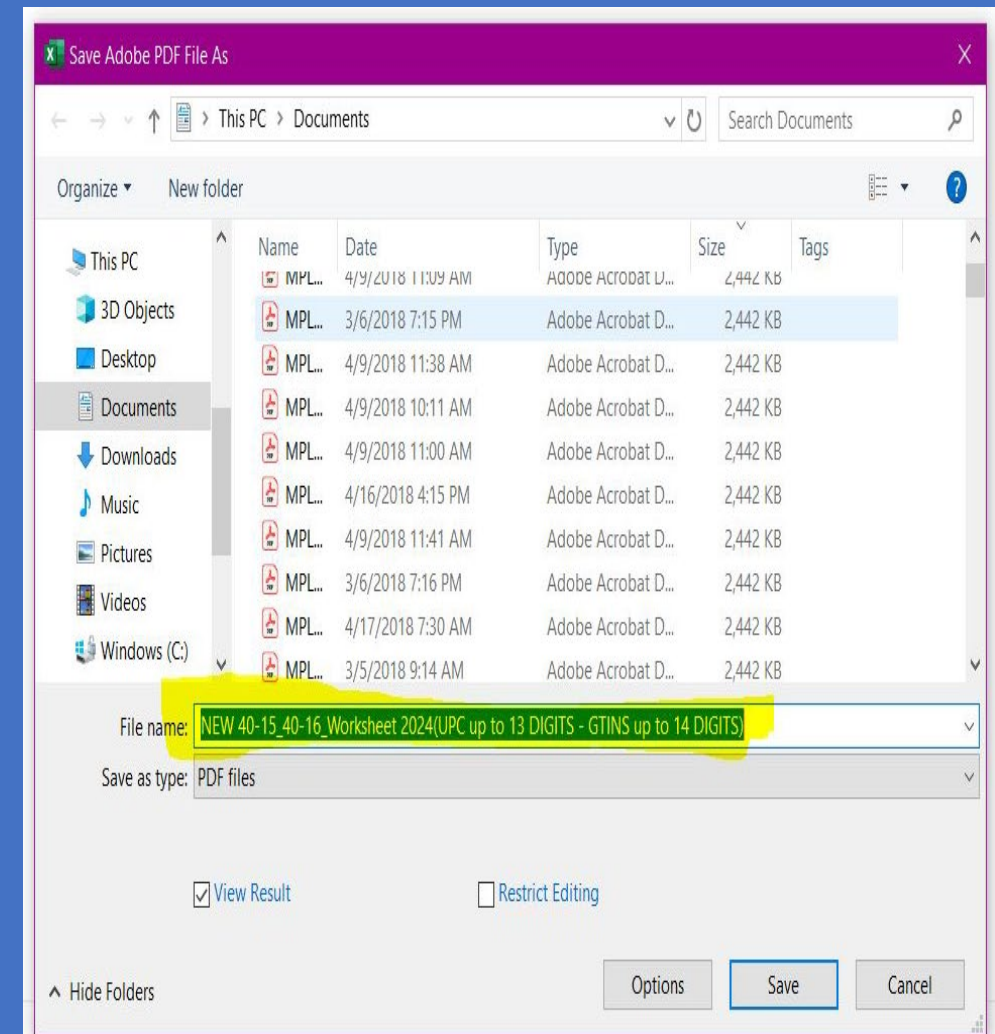 Save Adobe PDF File As
This PC > Documents
Search Documents
Organize
New folder
Name Date Type Size Tags
This PC
3D Objects
Desktop
Documents
Downloads
Music
Pictures
Videos
Windows (C:)
MPL... 4/9/2018 11:09 AM Adobe Acrobat D... 2,442 KB
MPL... 3/6/2018 7:15 PM Adobe Acrobat D... 2,442 KB
MPL... 4/9/2018 11:38 AM Adobe Acrobat D... 2,442 KB
MPL... 4/9/2018 10:11 AM Adobe Acrobat D... 2,442 KB
MPL... 4/9/2018 11:00 AM Adobe Acrobat D... 2,442 KB
MPL... 4/16/2018 4:15 PM Adobe Acrobat D... 2,442 KB
MPL... 4/9/2018 11:41 AM Adobe Acrobat D... 2,442 KB
MPL... 3/6/2018 7:16 PM Adobe Acrobat D... 2,442 KB
MPL... 4/17/2018 7:30 AM Adobe Acrobat D... 2,442 KB
MPL... 3/5/2018 9:14 AM Adobe Acrobat D... 2,442 KB
File name: NEW 40-15_40-16_Worksheet 2024(UPC up to 13 DIGITS - GTINS up to 14 DIGITS)
Save as type: PDF files
View Result
Restrict Editing
Hide Folders
Options
Save
Cancel